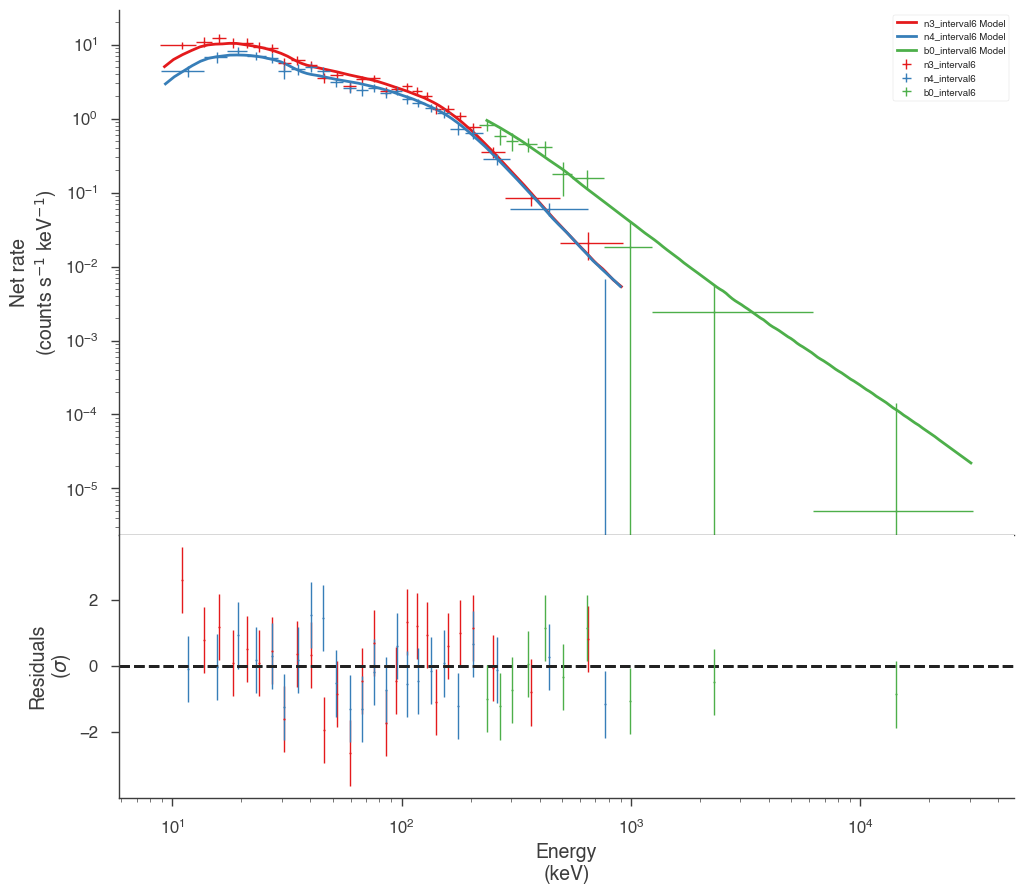 n3_interval6 Model
n4_interval6 Model
b0_interval6 Model
n3_interval6
n4_interval6
b0_interval6
Net rate
(counts s⁻¹ keV⁻¹)
10¹
10⁰
10⁻¹
10⁻²
10⁻³
10⁻⁴
10⁻⁵
Residuals
(σ)
2
0
−2
10¹ 10² 10³ 10⁴
Energy
(keV)